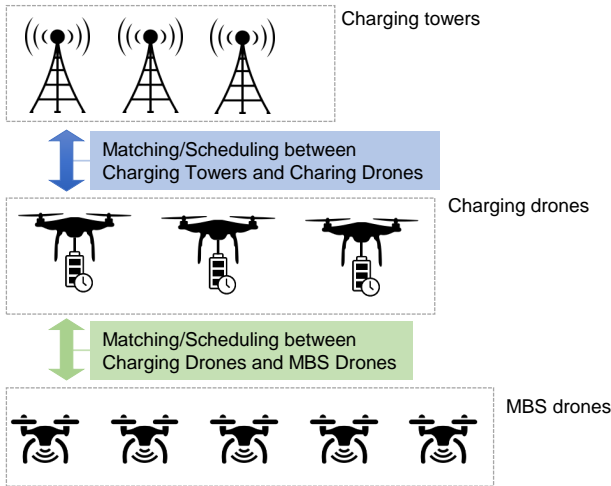 Charging towers
Matching/Scheduling between
Charging Towers and Charing Drones
Charging drones
Matching/Scheduling between
Charging Drones and MBS Drones
MBS drones